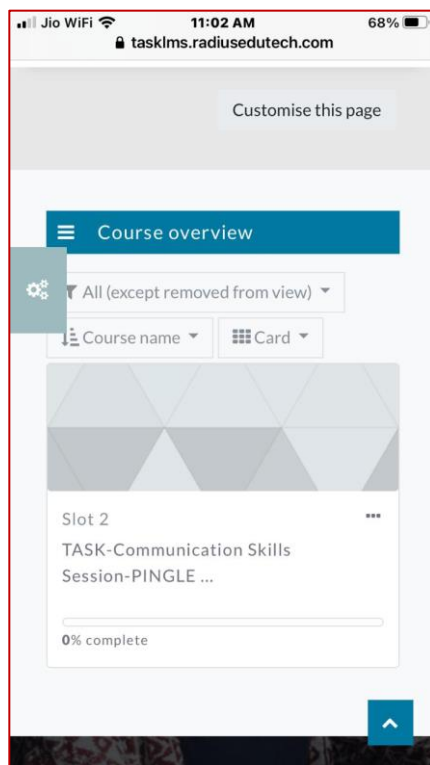 Jio WiFi 11:02 AM 68%
tasklms.radiusedutech.com
Customise this page
Course overview
All (except removed from view)
Course name Card
Slot 2
TASK-Communication Skills
Session-PINGLE ...
0% complete